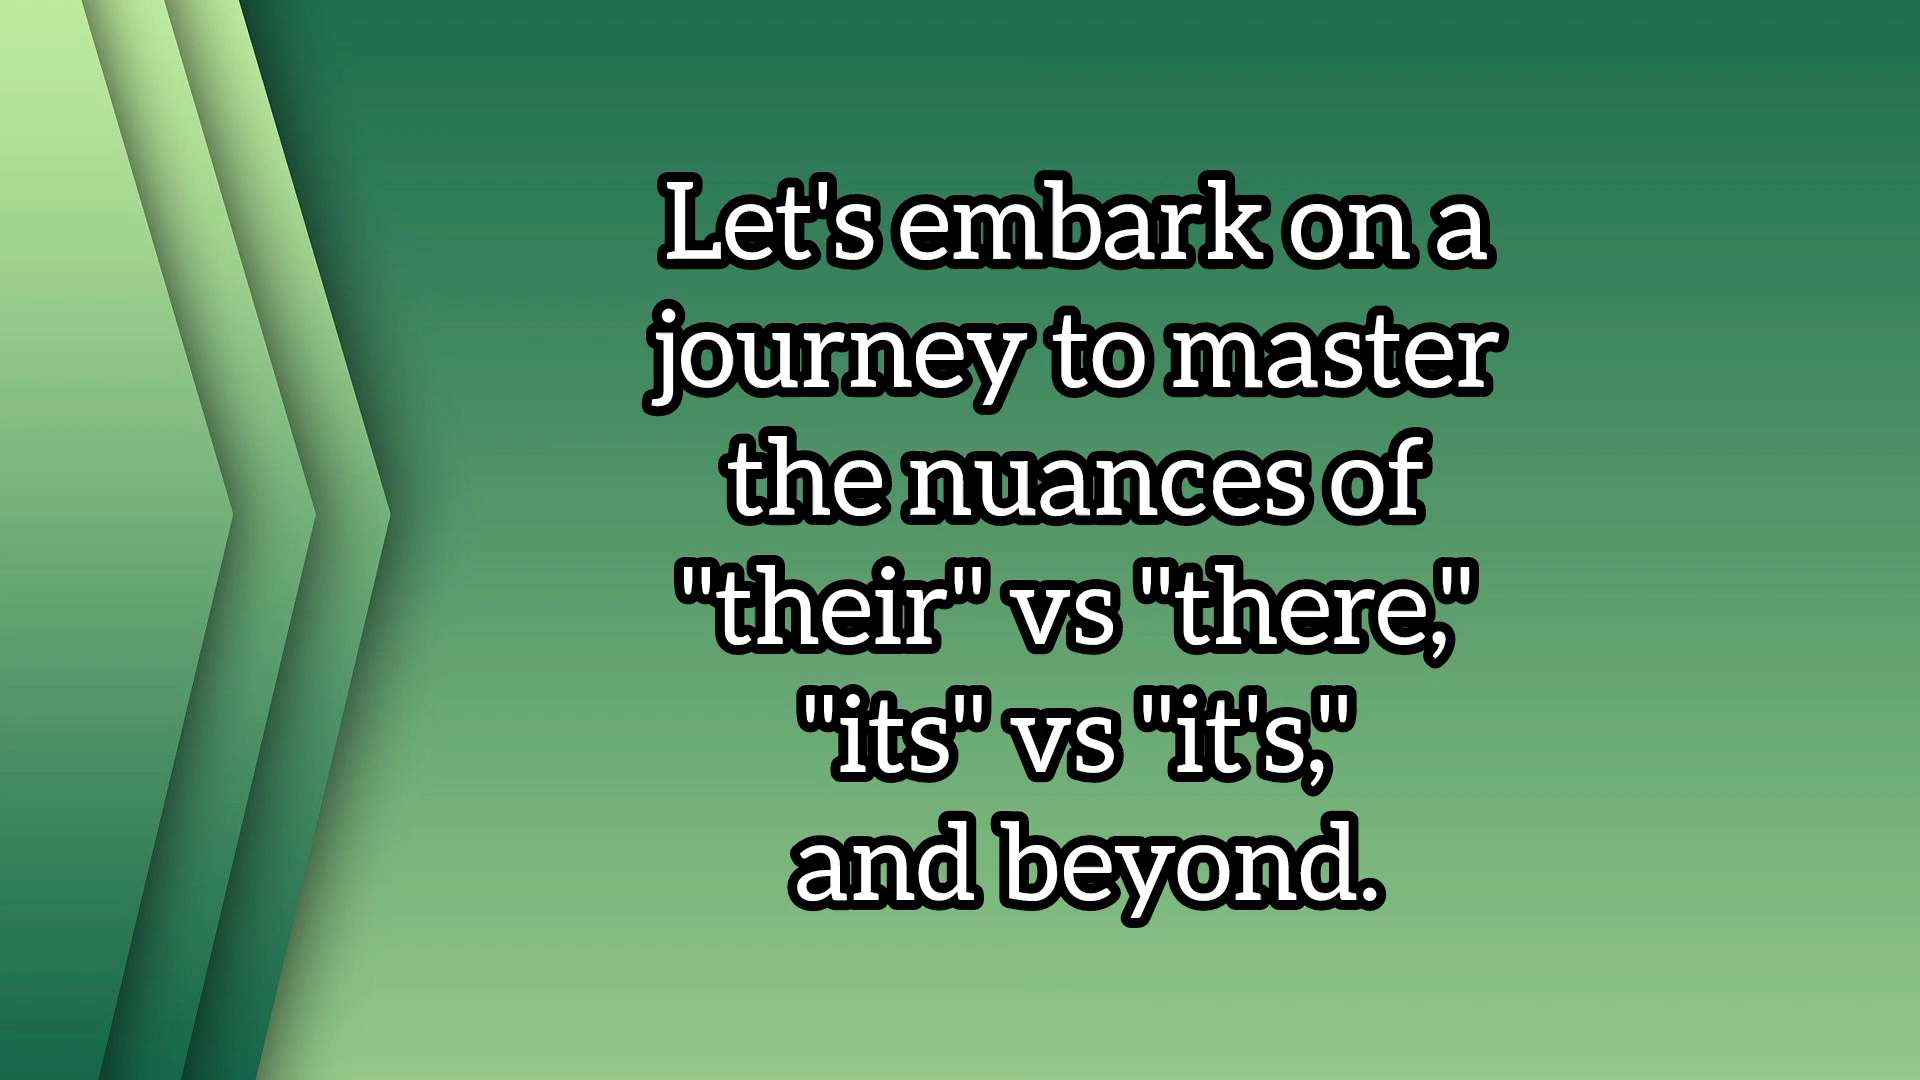 Let's embark on a
journey to master
the nuances of
"their" vs "there,"
"its" vs "it's,"
and beyond.